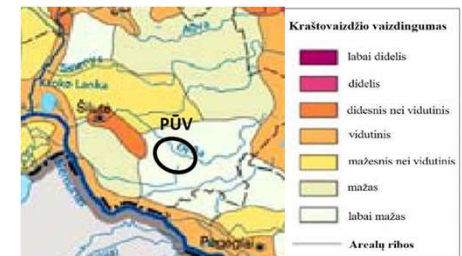 Kraštovaizdžio vaizdingumas
labai didelis
didelis
didesnis nei vidutinis
vidutinis
mažesnis nei vidutinis
mažas
labai mažas
Arealų ribos
Šilutė
PŪV
Pagėgiai